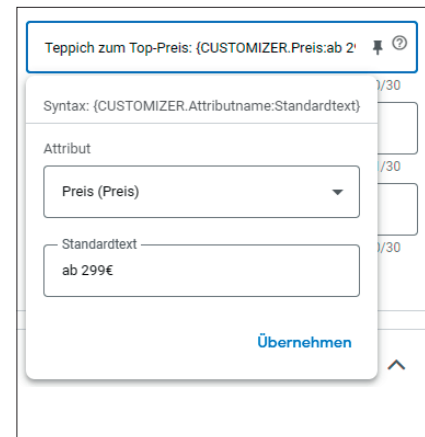 Teppich zum Top-Preis: {CUSTOMIZER.Preis:ab 29
/30
Syntax: {CUSTOMIZER.Attributname:Standardtext}
Attribut
/30
Preis (Preis)
Standardtext
/30
ab 299€
Übernehmen